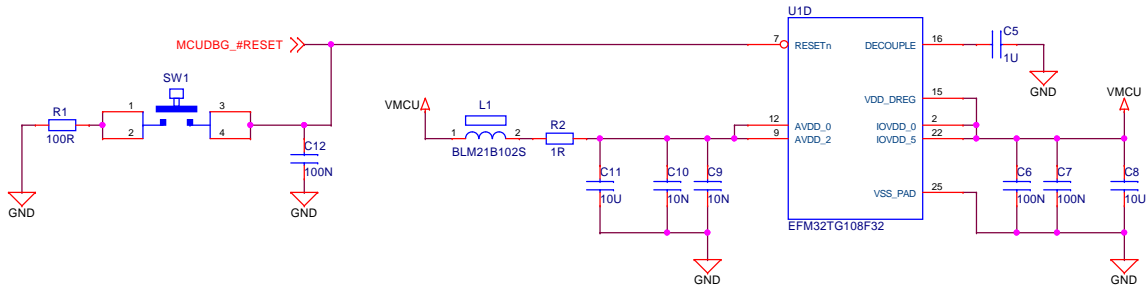 U1D
MCUDBG_#RESET
7
RESETn
DECOUPLE
16
C5
1U
GND
SW1
R1
100R
1
2
3
4
C12
100N
GND
GND
VMCU
L1
1
2
BLM21B102S
R2
1R
12
9
AVDD_0
AVDD_2
VDD_DREG
15
IOVDD_0
2
IOVDD_5
22
VMCU
C11
10U
C10
10N
C9
10N
GND
VSS_PAD
25
C6
100N
C7
100N
C8
10U
GND
EFM32TG108F32